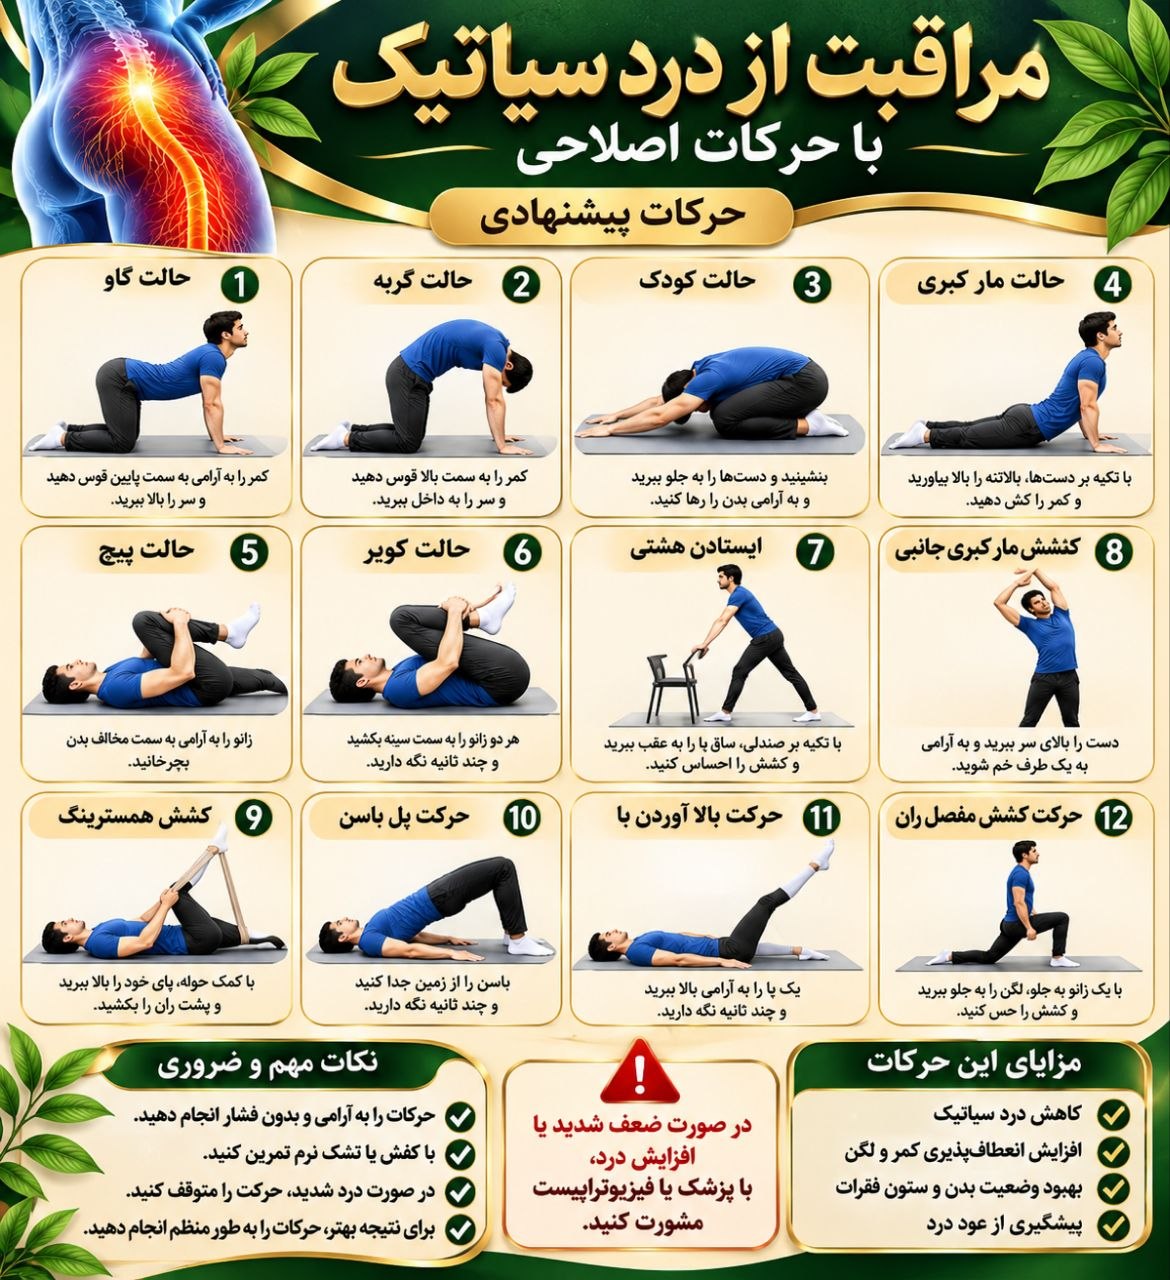 مراقبت از درد سیاتیک
با حرکات اصلاحی
حرکات پیشنهادی
1 حالت گاو
کمر را به آرامی به سمت پایین قوس دهید
و سر را بالا ببرید.
2 حالت گربه
کمر را به سمت بالا قوس دهید
و سر را به داخل ببرید.
3 حالت کودک
بنشینید و دست‌ها را به جلو ببرید
و به آرامی بدن را رها کنید.
4 حالت مار کبری
با تکیه بر دست‌ها، بالاتنه را بالا بیاورید
و کمر را کش دهید.
5 حالت پیچ
زانو را به آرامی به سمت مخالف بدن
بچرخانید.
6 حالت کویر
هر دو زانو را به سمت سینه بکشید
و چند ثانیه نگه دارید.
7 ایستادن هشتی
با تکیه بر صندلی، ساق پا را به عقب ببرید
و کشش را احساس کنید.
8 کثشش مار کبری جانبی
دست را بالای سر ببرید و به آرامی
به یک طرف خم شوید.
9 کشش همسترینگ
با کمک حوله، پای خود را بالا ببرید
و پشت ران را بکشید.
10 حرکت پل باسن
باسن را از زمین جدا کنید
و چند ثانیه نگه دارید.
11 حرکت بالا آوردن با
یک پا را به آرامی بالا ببرید
و چند ثانیه نگه دارید.
12 حرکت کشش مفصل ران
با یک زانو به جلو، لگن را به جلو ببرید
و کشش را حس کنید.
مزایای این حرکات
کاهش درد سیاتیک
افزایش انعطاف‌پذیری کمر و لگن
بهبود وضعیت بدن و ستون فقرات
پیشگیری از عود درد
در صورت ضعف شدید یا
افزایش درد،
با پزشک یا فیزیوتراپیست
مشورت کنید.
نکات مهم و ضروری
حرکات را به آرامی و بدون فشار انجام دهید.
با کفش یا تشک نرم تمرین کنید.
در صورت درد شدید، حرکت را متوقف کنید.
برای نتیجه بهتر، حرکات را به طور منظم انجام دهید.